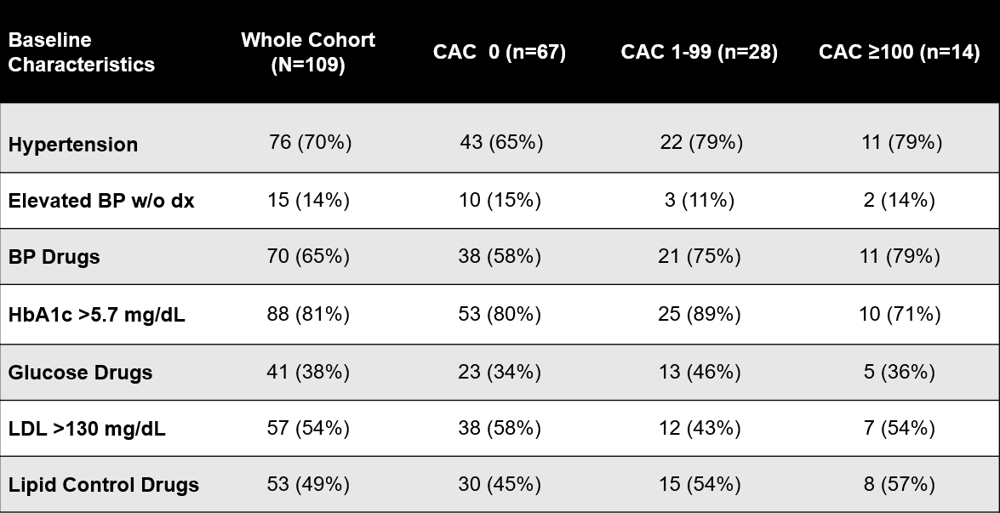 Baseline Characteristics Whole Cohort (N=109) CAC  0 (n=67) CAC 1-99 (n=28) CAC ≥100 (n=14)
Hypertension 76 (70%) 43 (65%) 22 (79%) 11 (79%)
Elevated BP w/o dx 15 (14%) 10 (15%) 3 (11%) 2 (14%)
BP Drugs 70 (65%) 38 (58%) 21 (75%) 11 (79%)
HbA1c >5.7 mg/dL 88 (81%) 53 (80%) 25 (89%) 10 (71%)
Glucose Drugs 41 (38%) 23 (34%) 13 (46%) 5 (36%)
LDL >130 mg/dL 57 (54%) 38 (58%) 12 (43%) 7 (54%)
Lipid Control Drugs 53 (49%) 30 (45%) 15 (54%) 8 (57%)